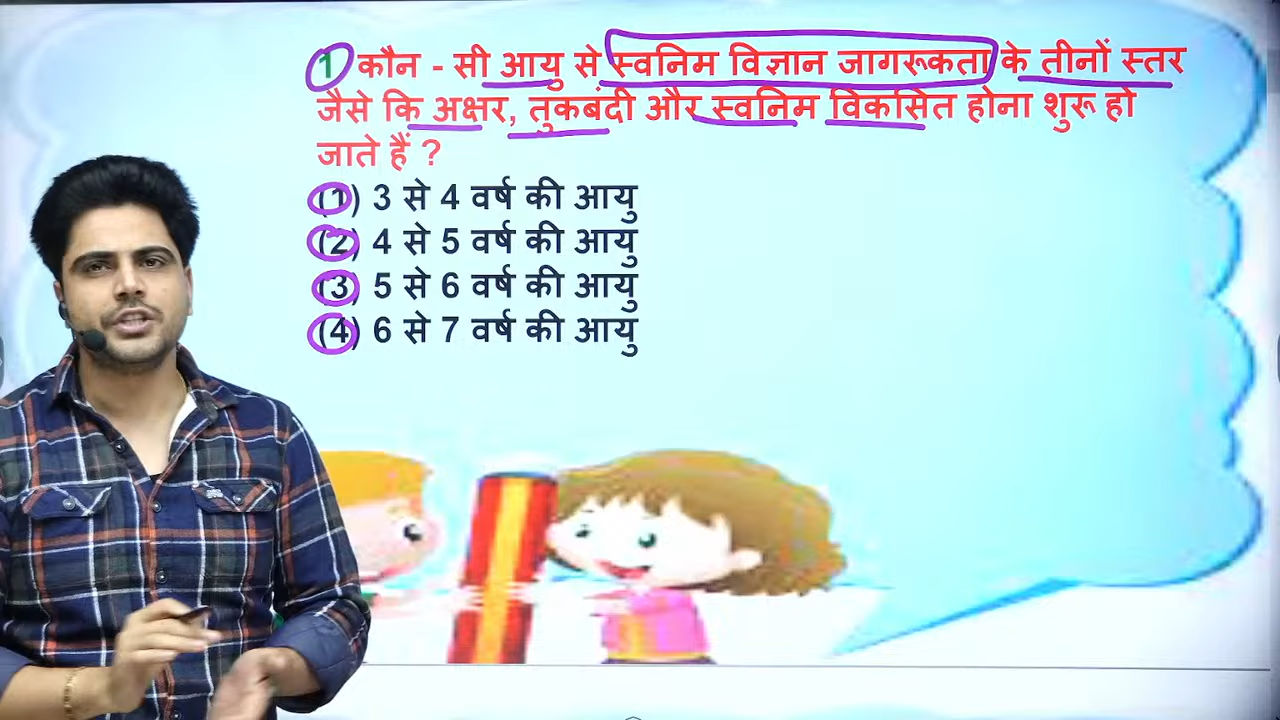 1 कौन - सी आयु से स्वनिम विज्ञान जागरूकता के तीनों स्तर
जैसे कि अक्षर, तुकबंदी और स्वनिम विकसित होना शुरू हो
जाते हैं ?
(1) 3 से 4 वर्ष की आयु
(2) 4 से 5 वर्ष की आयु
(3) 5 से 6 वर्ष की आयु
(4) 6 से 7 वर्ष की आयु